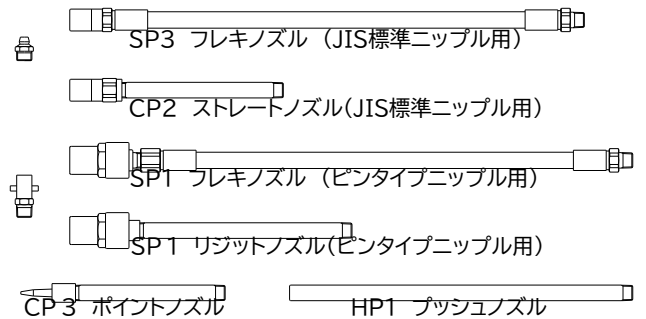 SP3 フレキノズル (JIS標準ニップル用)
CP2 ストレートノズル(JIS標準ニップル用)
SP1 フレキノズル (ピンタイプニップル用)
SP1 リジットノズル(ピンタイプニップル用)
CP3 ポイントノズル
HP1 プッシュノズル